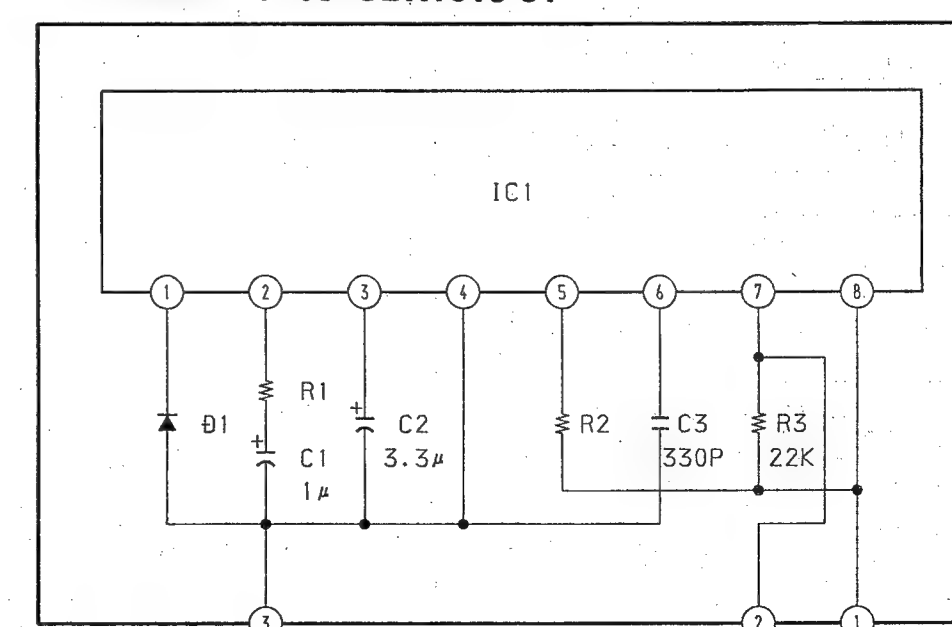 IC1
1 2 3 4 5 6 7 8
R1
+ D1 + C2 R2 C3 R3
C1 3.3μ 330P 22K
1μ
3 2 1